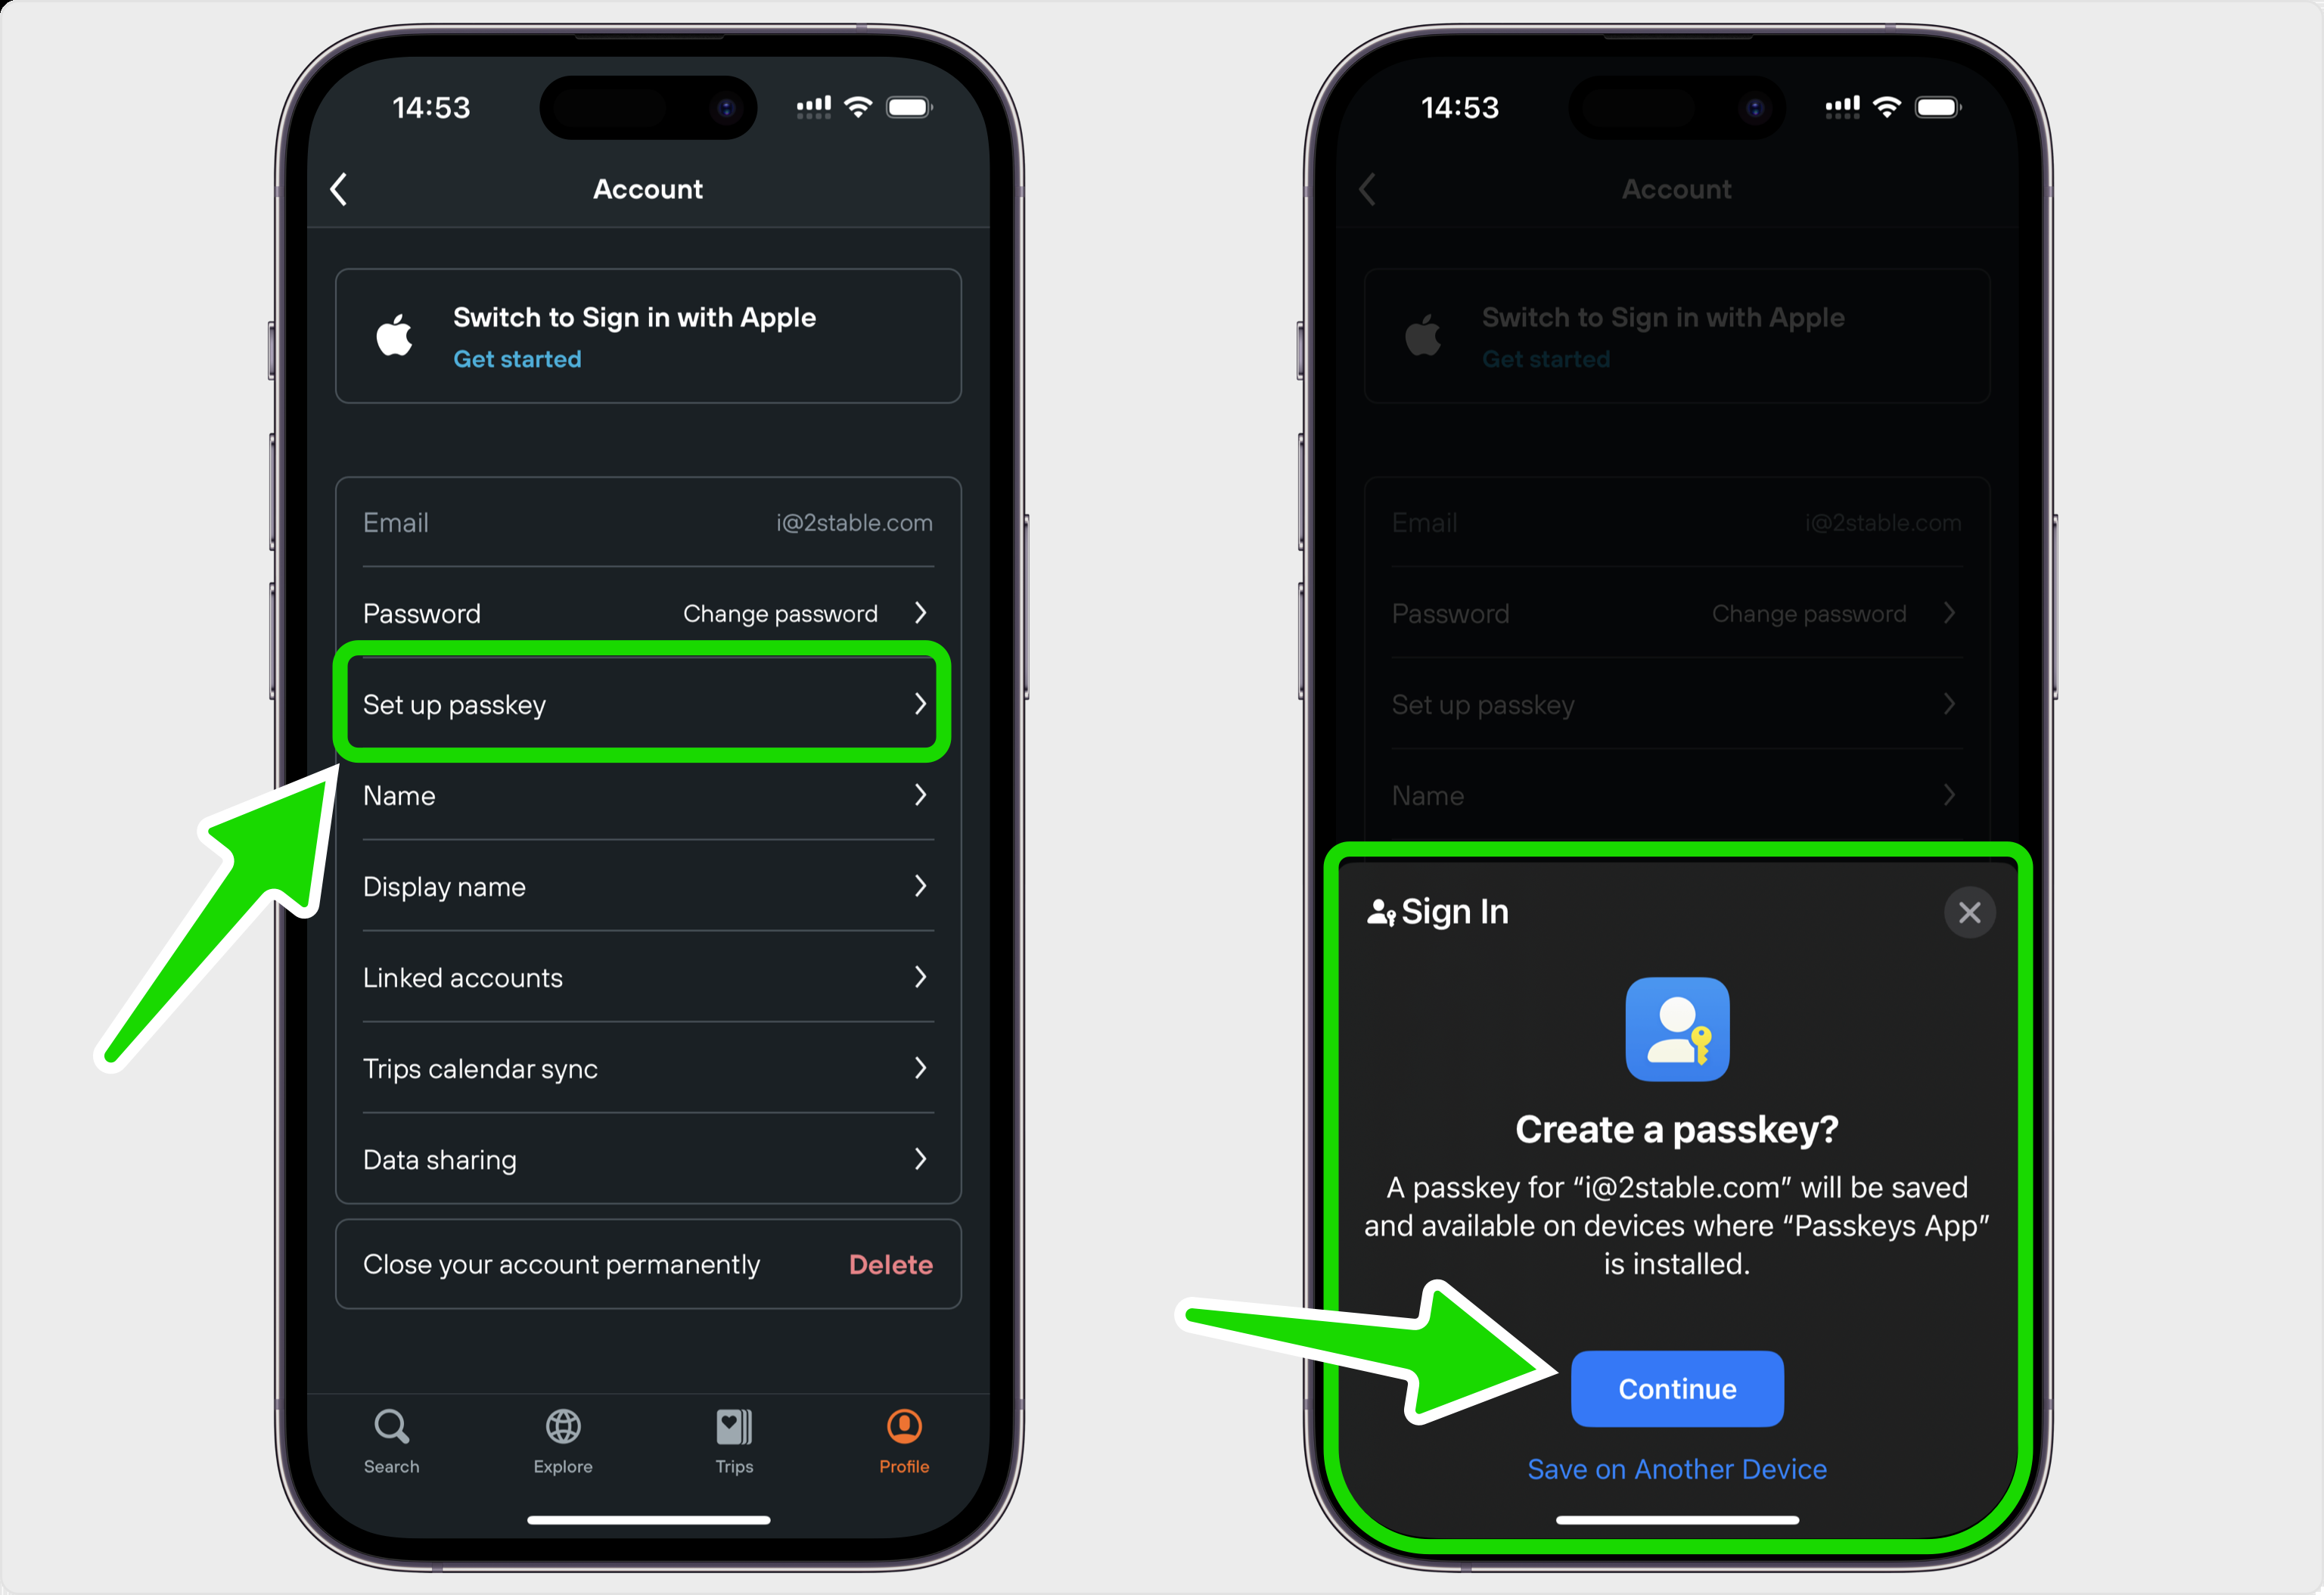 14:53
Account
Switch to Sign in with Apple
Get started
Email i@2stable.com
Password Change password
Set up passkey
Name
Display name
Linked accounts
Trips calendar sync
Data sharing
Close your account permanently Delete
Search Explore Trips Profile
14:53
Account
Switch to Sign in with Apple
Get started
Email i@2stable.com
Password Change password
Set up passkey
Name
Sign In
Create a passkey?
A passkey for “i@2stable.com” will be saved
and available on devices where “Passkeys App”
is installed.
Continue
Save on Another Device